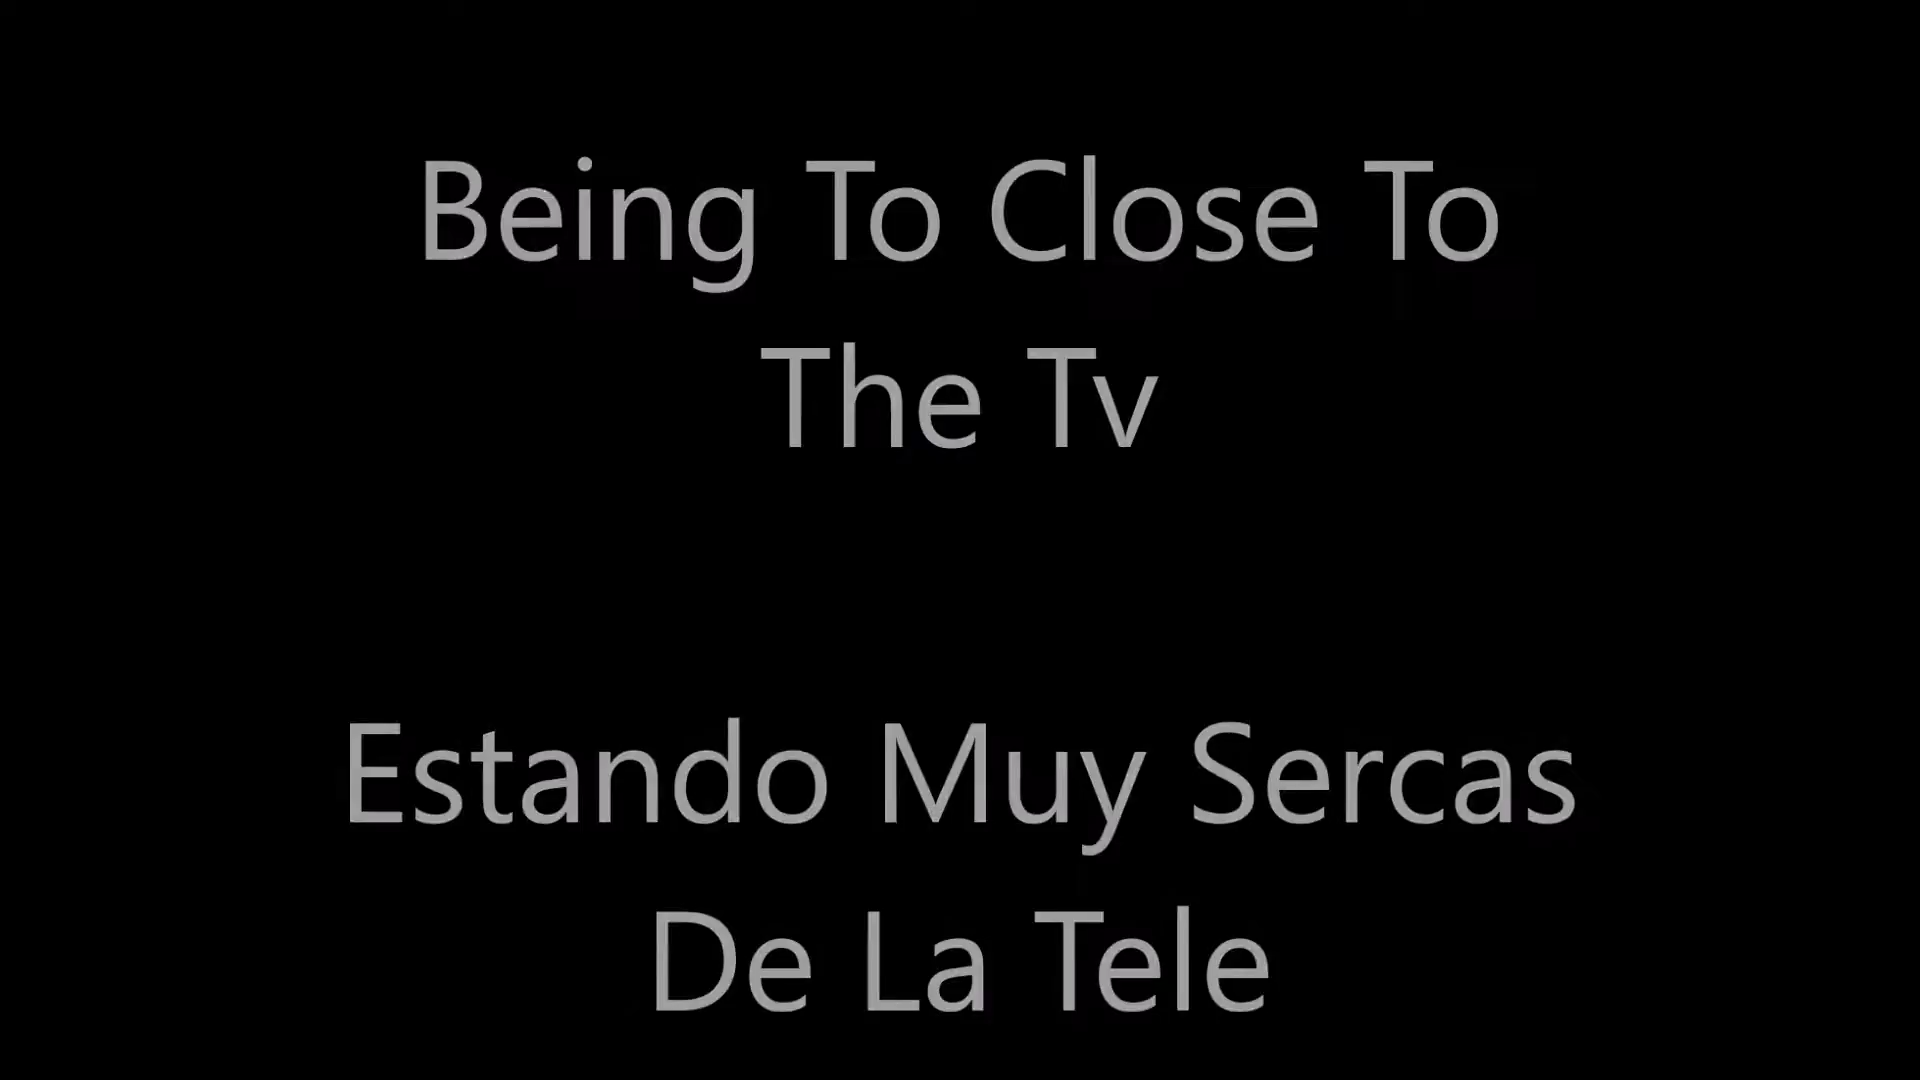 Being To Close To
The Tv
Estando Muy Sercas
De La Tele